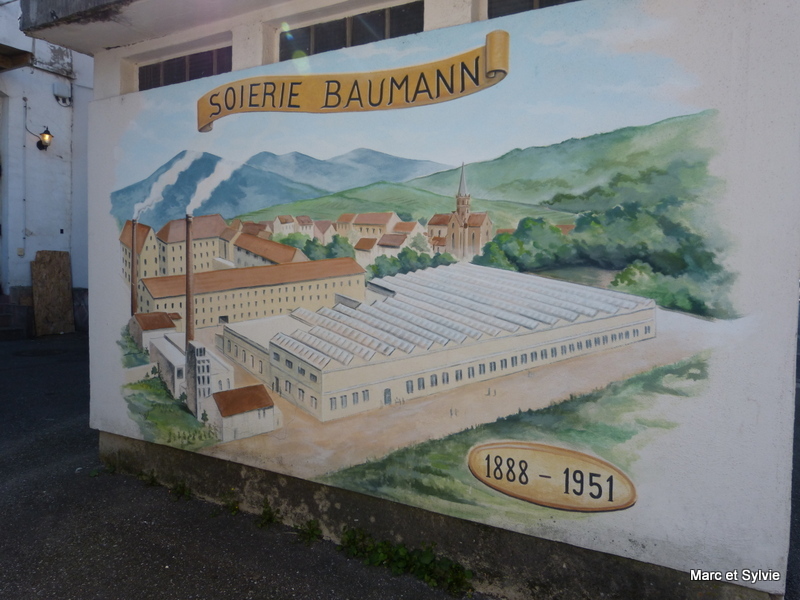 SOIERIE BAUMANN
1888 - 1951
Marc et Sylvie